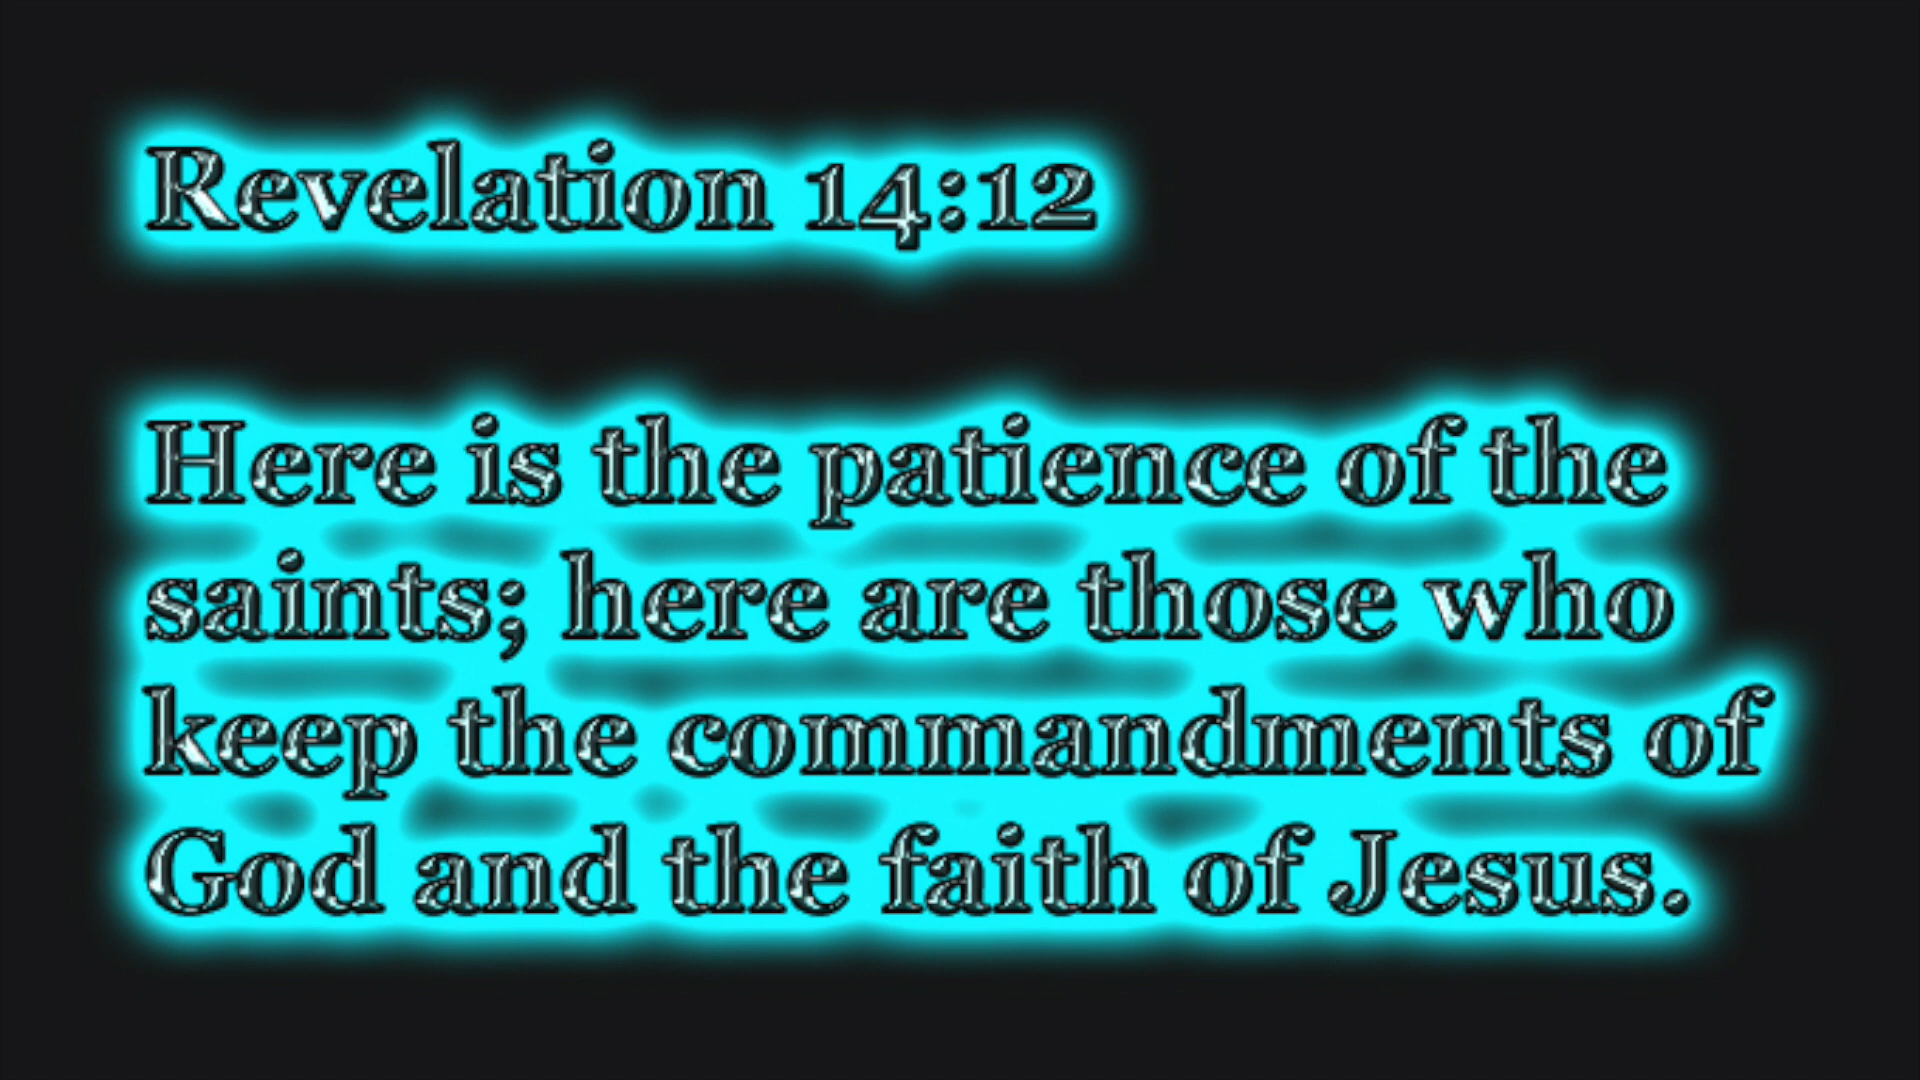 Revelation 14:12
Here is the patience of the
saints; here are those who
keep the commandments of
God and the faith of Jesus.